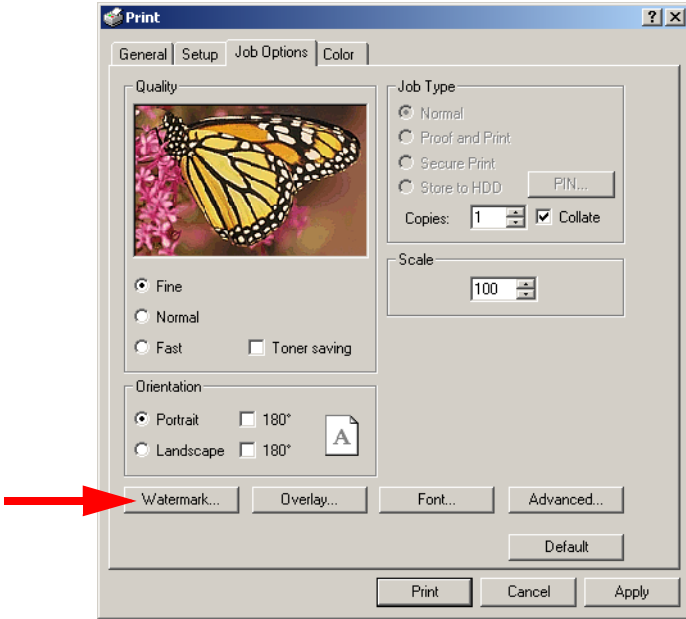 Print
General Setup Job Options Color
Quality
Fine
Normal
Fast Toner saving
Orientation
Portrait 180°
Landscape 180°
A
Job Type
Normal
Proof and Print
Secure Print
Store to HDD PIN...
Copies: 1 Collate
Scale
100
Watermark... Overlay... Font... Advanced...
Default
Print Cancel Apply